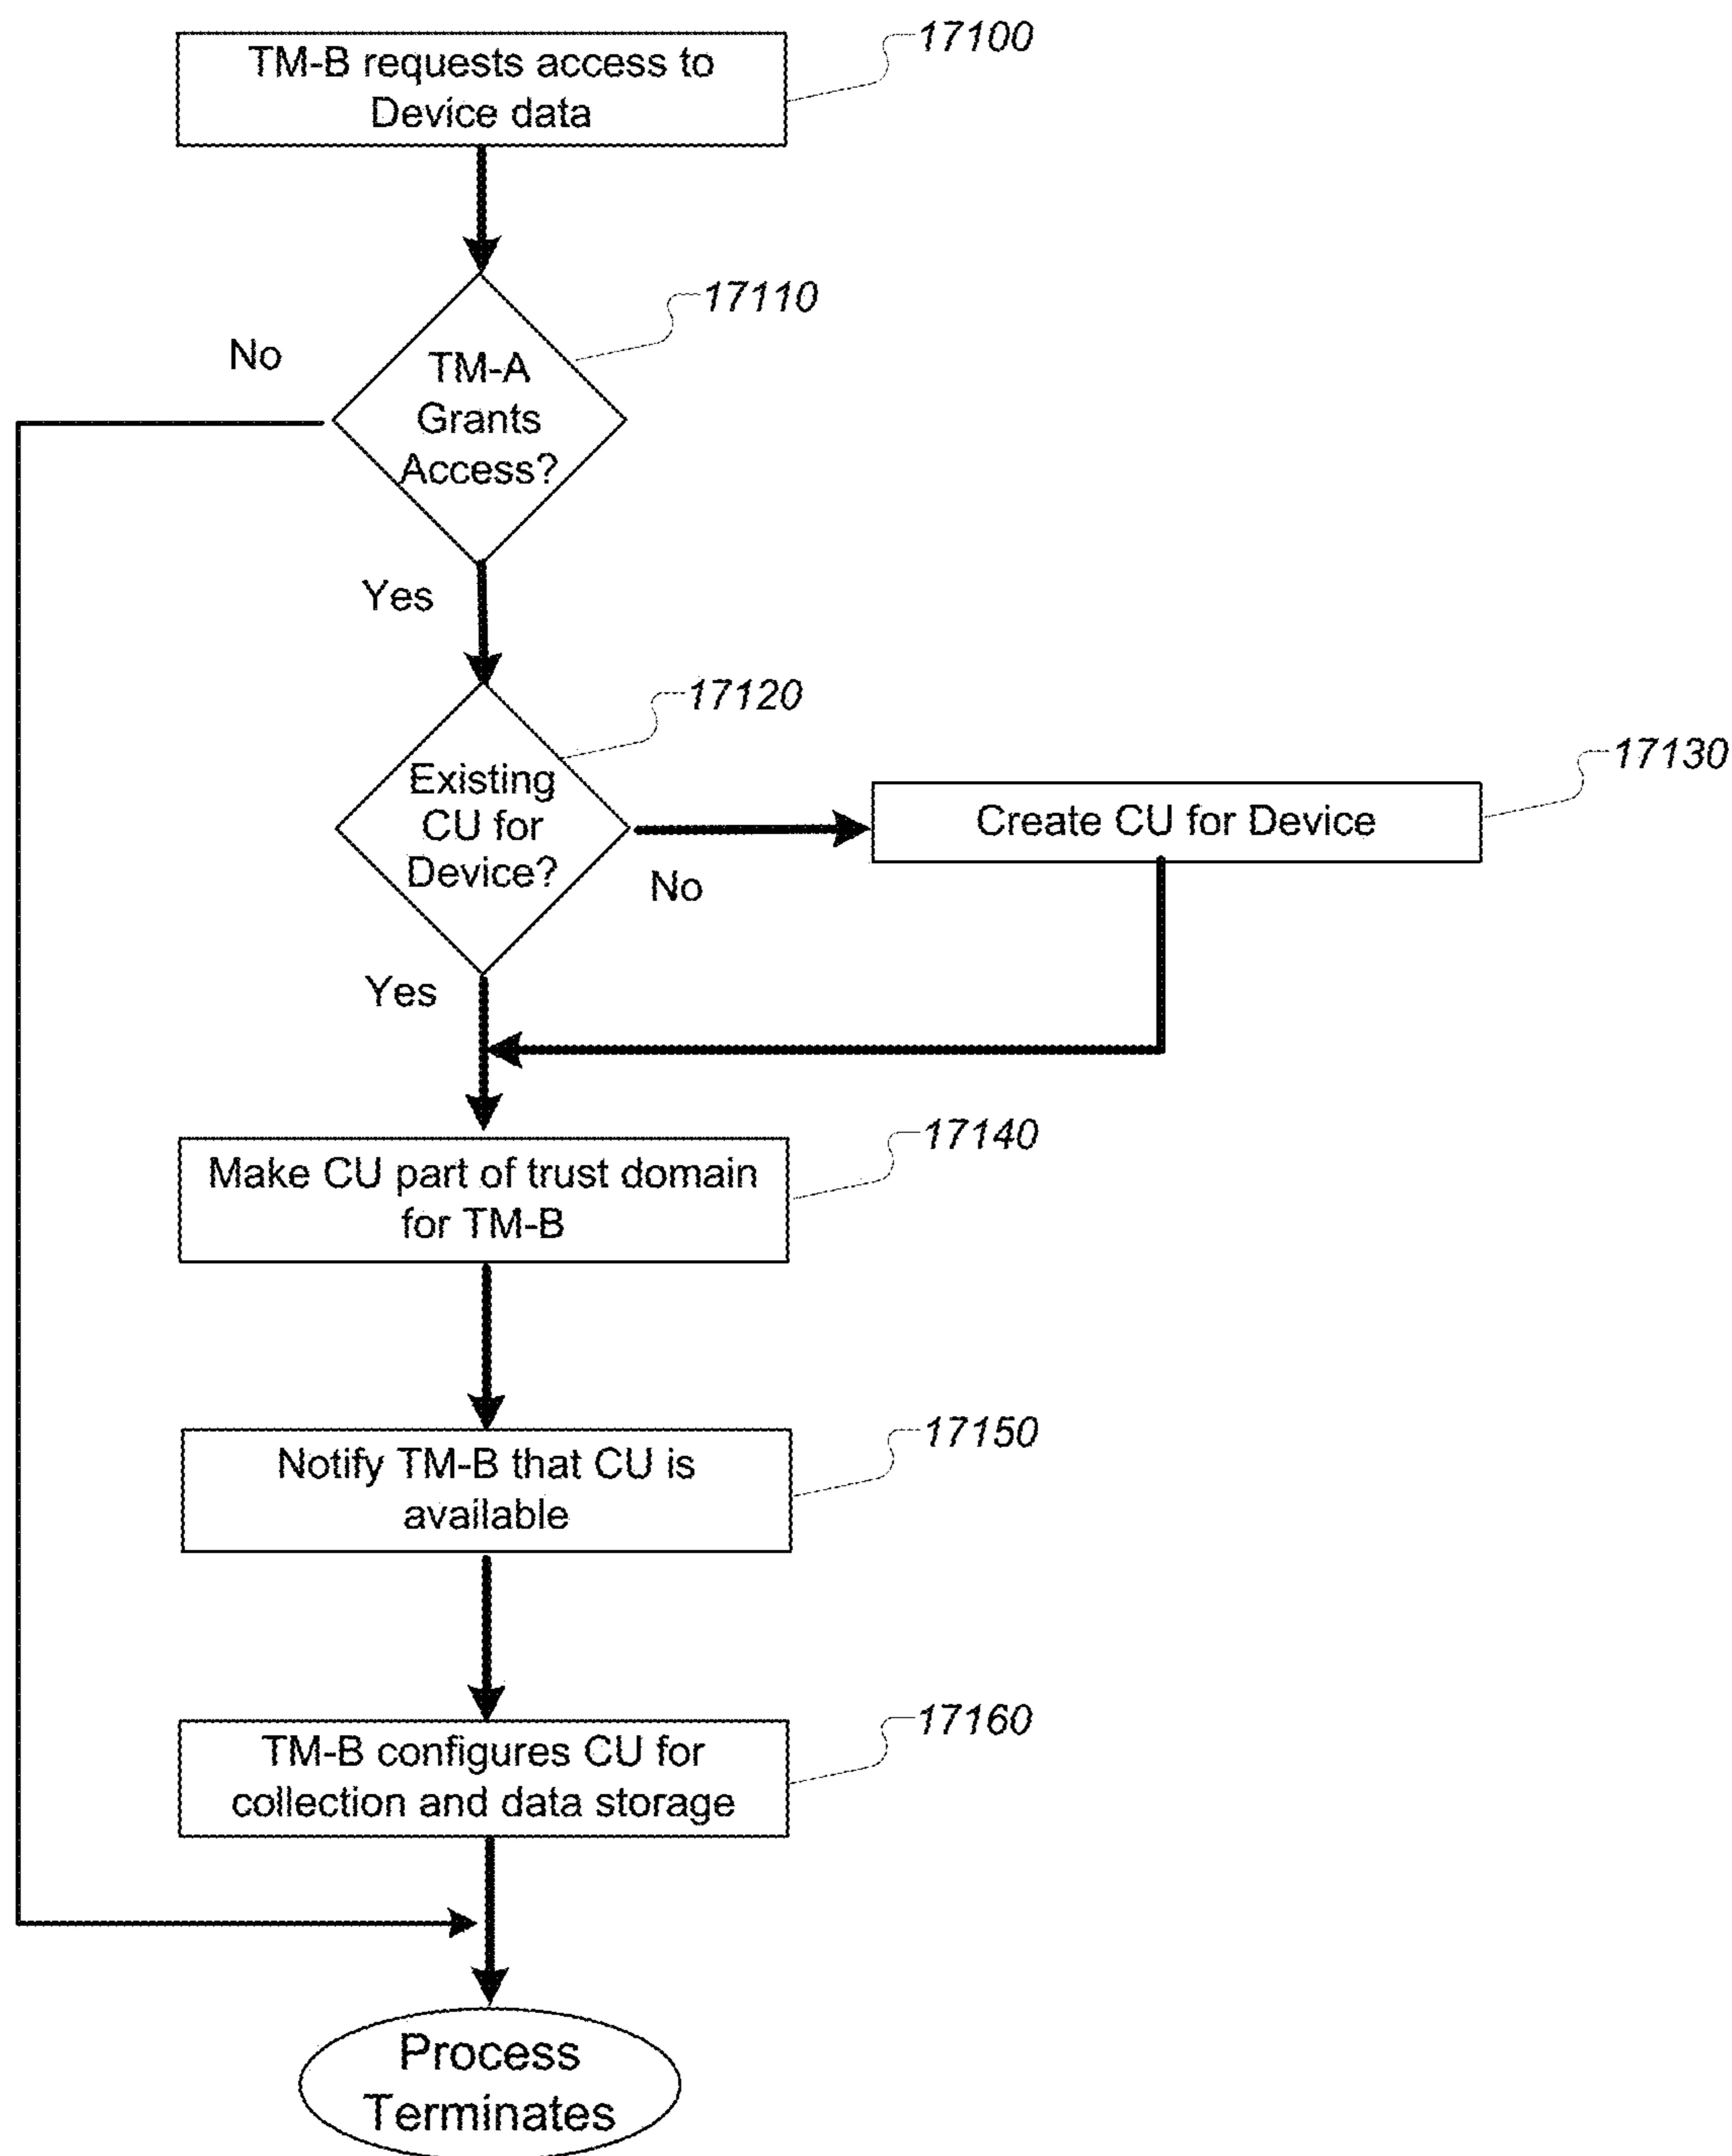 17100
TM-B requests access to
Device data
17110
No
TM-A
Grants
Access?
Yes
17120
17130
Existing
CU for
Device?
Create CU for Device
No
Yes
17140
Make CU part of trust domain
for TM-B
17150
Notify TM-B that CU is
available
17160
TM-B configures CU for
collection and data storage
Process
Terminates